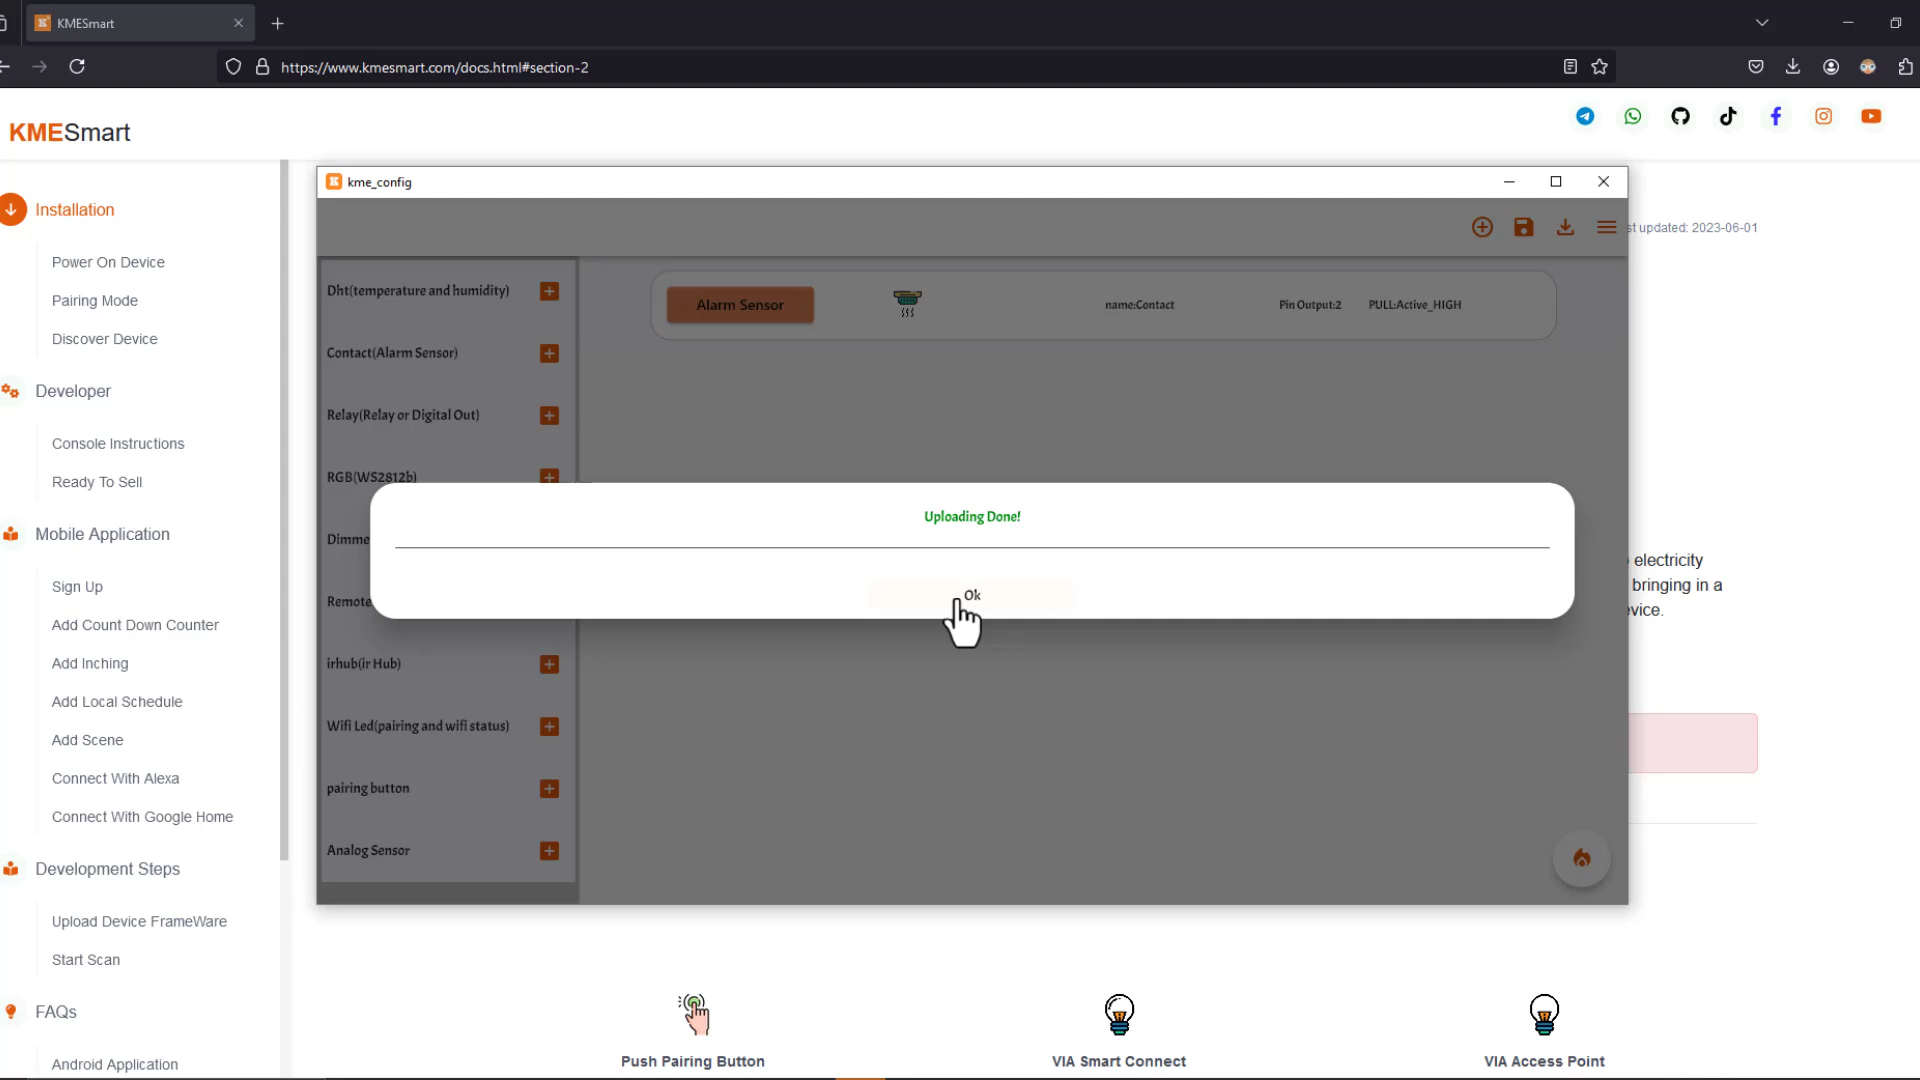 KMESmart
https://www.kmesmart.com/docs.html#section-2
KMESmart
kme_config
st updated: 2023-06-01
Installation
Power On Device
Pairing Mode
Discover Device
Developer
Console Instructions
Ready To Sell
Mobile Application
Sign Up
Add Count Down Counter
Add Inching
Add Local Schedule
Add Scene
Connect With Alexa
Connect With Google Home
Development Steps
Upload Device FrameWare
Start Scan
FAQs
Android Application
Dht(temperature and humidity)
Contact(Alarm Sensor)
Relay(Relay or Digital Out)
RGB(WS2812b)
Dimme
Remote
irhub(ir Hub)
Wifi Led(pairing and wifi status)
pairing button
Analog Sensor
Alarm Sensor name:Contact Pin Output:2 PULL:Active_HIGH
Uploading Done!
Ok
electricity
bringing in a
evice.
Push Pairing Button
VIA Smart Connect
VIA Access Point